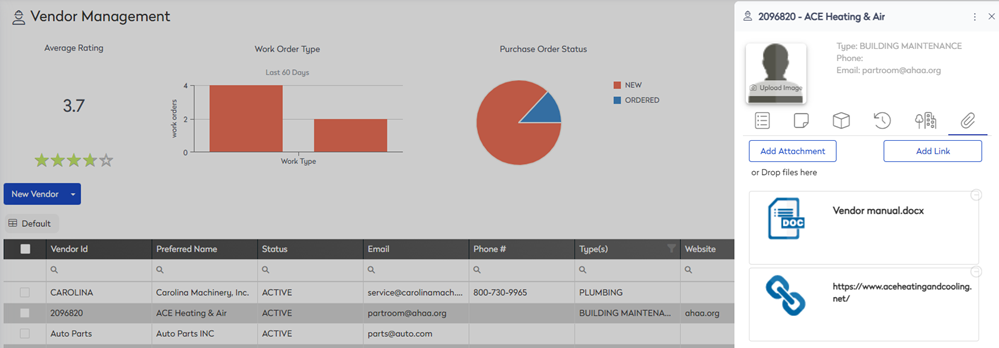 Vendor Management
Average Rating
3.7
Work Order Type
Last 60 Days
work orders
4
2
0
Work Type
Purchase Order Status
NEW
ORDERED
New Vendor
Default
Vendor Id Preferred Name Status Email Phone # Type(s) Website
CAROLINA Carolina Machinery, Inc. ACTIVE service@carolinamach.... 800-730-9965 PLUMBING
2096820 ACE Heating & Air ACTIVE partroom@ahaa.org BUILDING MAINTENA... ahaa.org
Auto Parts Auto Parts INC ACTIVE parts@auto.com
2096820 - ACE Heating & Air
Upload Image
Type: BUILDING MAINTENANCE
Phone:
Email: partroom@ahaa.org
Add Attachment Add Link
or Drop files here
DOC
Vendor manual.docx
https://www.aceheatingandcooling.
net/